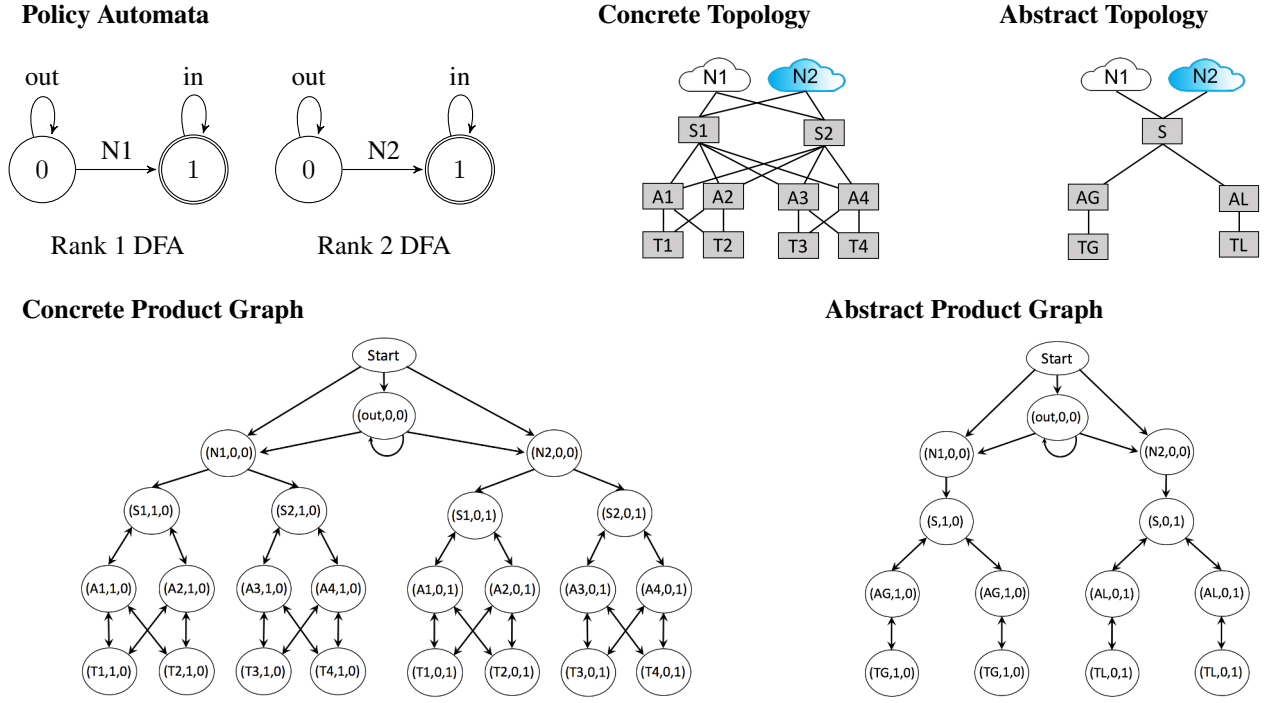 Policy Automata
Concrete Topology
Abstract Topology
out
in
out
in
0
N1
1
0
N2
1
Rank 1 DFA
Rank 2 DFA
N1
N2
S1
S2
A1
A2
A3
A4
T1
T2
T3
T4
N1
N2
S
AG
AL
TG
TL
Concrete Product Graph
Start
(out,0,0)
(N1,0,0)
(N2,0,0)
(S1,1,0)
(S2,1,0)
(S1,0,1)
(S2,0,1)
(A1,1,0)
(A2,1,0)
(A3,1,0)
(A4,1,0)
(A1,0,1)
(A2,0,1)
(A3,0,1)
(A4,0,1)
(T1,1,0)
(T2,1,0)
(T3,1,0)
(T4,1,0)
(T1,0,1)
(T2,0,1)
(T3,0,1)
(T4,0,1)
Abstract Product Graph
Start
(out,0,0)
(N1,0,0)
(N2,0,0)
(S,1,0)
(S,0,1)
(AG,1,0)
(AG,1,0)
(AL,0,1)
(AL,0,1)
(TG,1,0)
(TG,1,0)
(TL,0,1)
(TL,0,1)